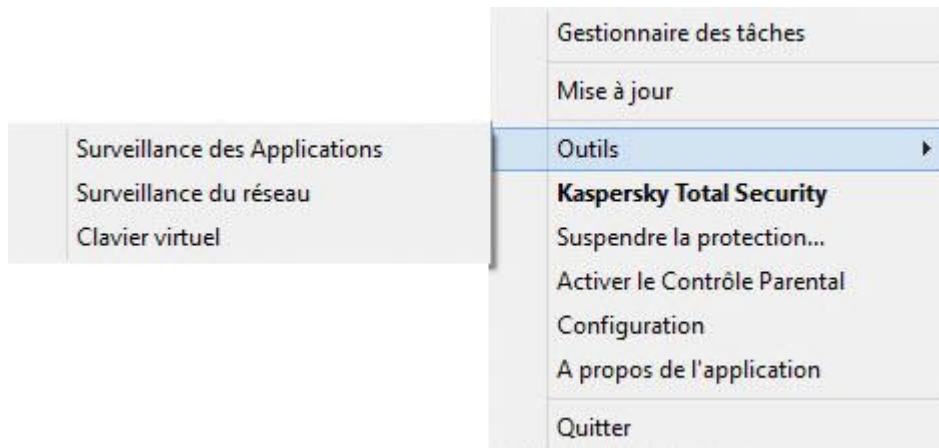 Gestionnaire des tâches
Mise à jour
Outils
Surveillance des Applications
Surveillance du réseau
Clavier virtuel
Kaspersky Total Security
Suspendre la protection...
Activer le Contrôle Parental
Configuration
A propos de l'application
Quitter